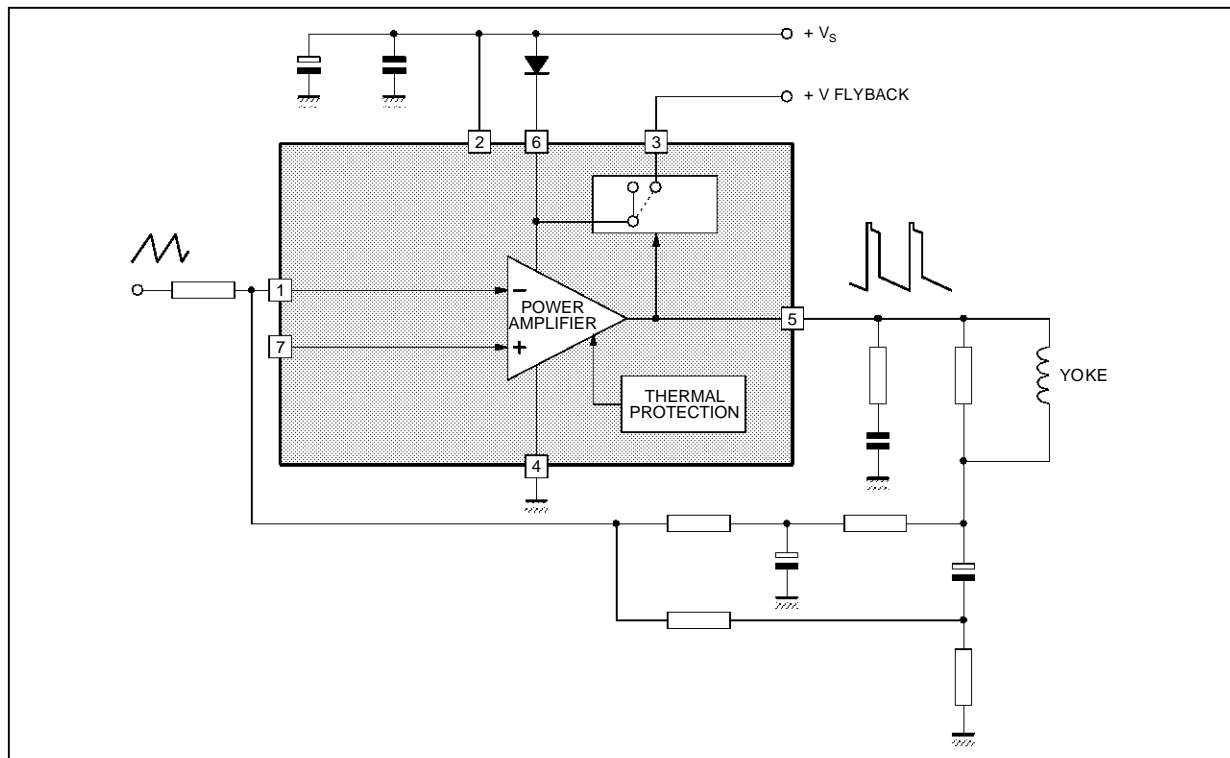 + VS
+ V FLYBACK
2
6
3
1
−
POWER
AMPLIFIER
5
7
+
YOKE
THERMAL
PROTECTION
4